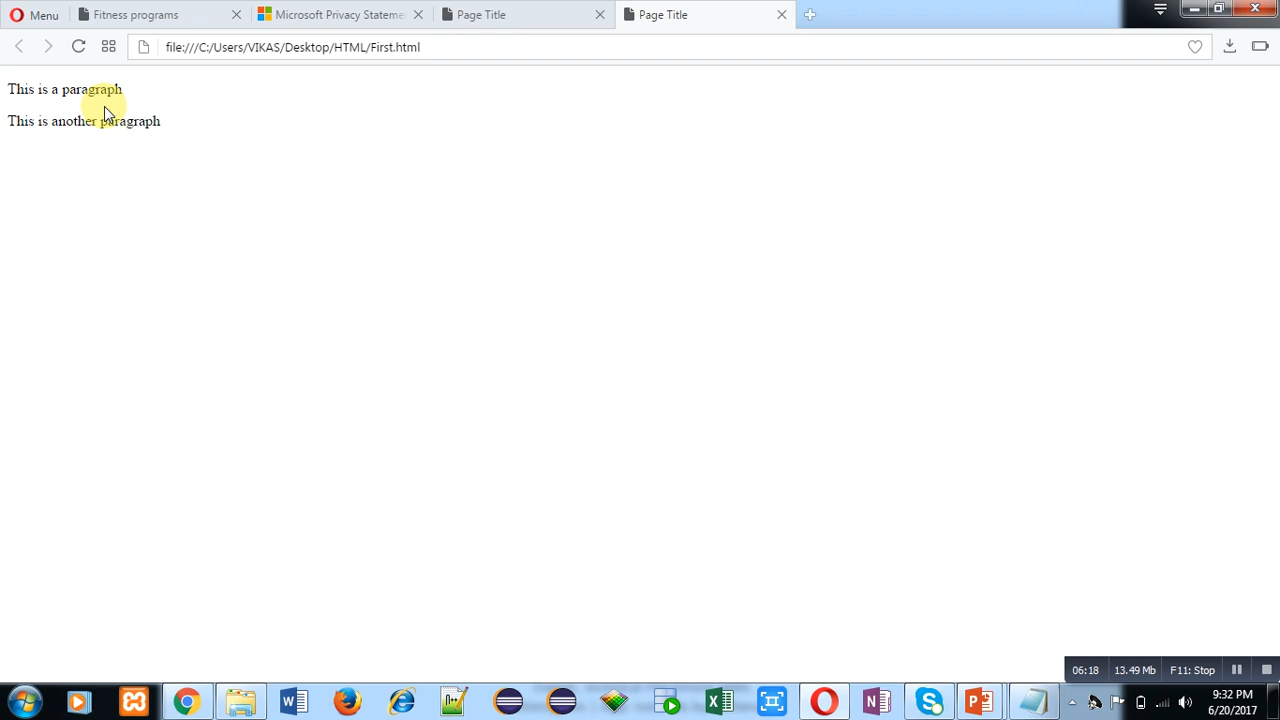 Menu
Fitness programs
Microsoft Privacy Stateme
Page Title
Page Title
file:///C:/Users/VIKAS/Desktop/HTML/First.html
This is a paragraph
This is another paragraph
06:18 13.49 Mb F11: Stop
9:32 PM
6/20/2017